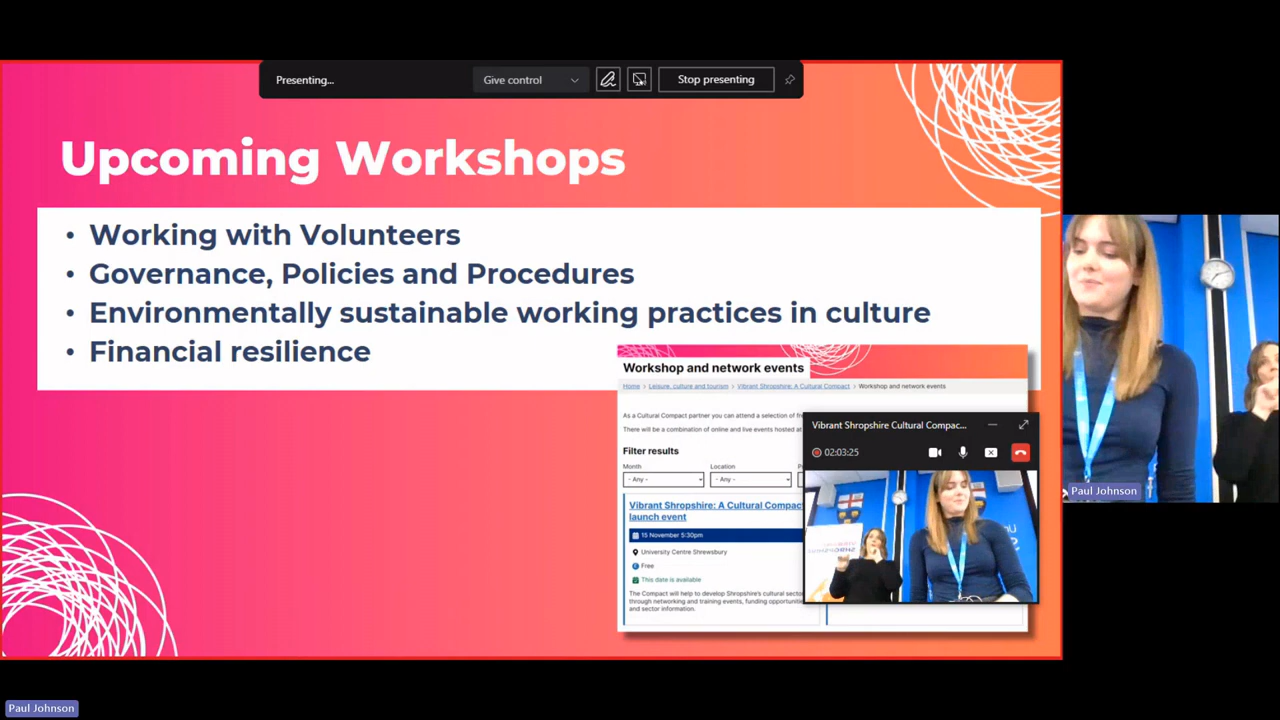 Presenting...
Give control
Stop presenting
Upcoming Workshops
• Working with Volunteers
• Governance, Policies and Procedures
• Environmentally sustainable working practices in culture
• Financial resilience
Workshop and network events
Home > Leisure, culture and tourism > Vibrant Shropshire: A Cultural Compact > Workshop and network events
As a Cultural Compact partner you can attend a selection of
There will be a combination of online and live events hosted
Filter results
Month
Location
- Any -
- Any -
Vibrant Shropshire: A Cultural Compac
launch event
15 November 5:30pm
University Centre Shrewsbury
Free
This date is available
The Compact will help to develop Shropshire's cultural
through networking and training events, funding
and sector information.
Vibrant Shropshire Cultural Compac...
02:03:25
Paul Johnson
Paul Johnson